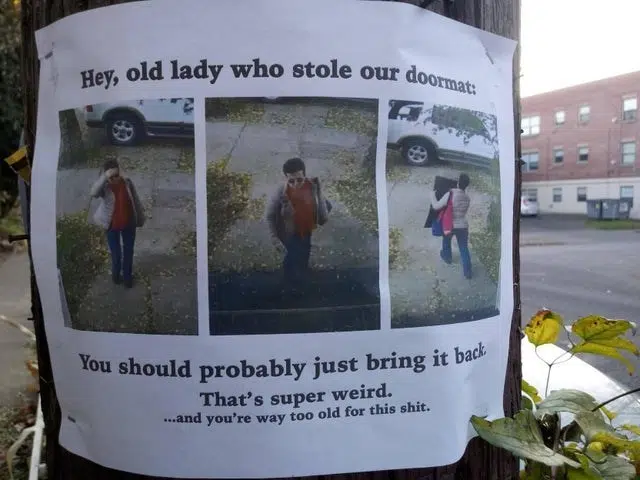 Hey, old lady who stole our doormat:
You should probably just bring it back.
That's super weird.
...and you're way too old for this shit.